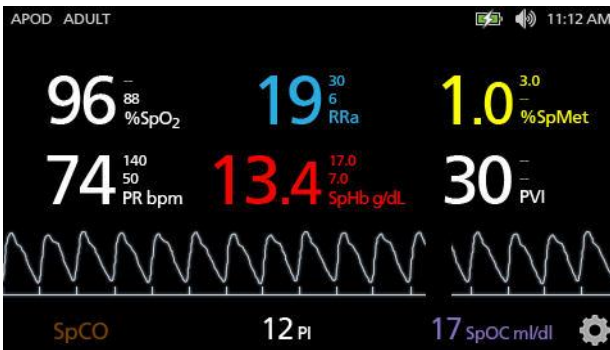 APOD ADULT 11:12 AM
96 – 88 %SpO2
19 30 6 RRa
1.0 3.0 – %SpMet
74 140 50 PR bpm
13.4 17.0 7.0 SpHb g/dL
30 – – PVI
SpCO 12 PI 17 SpOC ml/dl